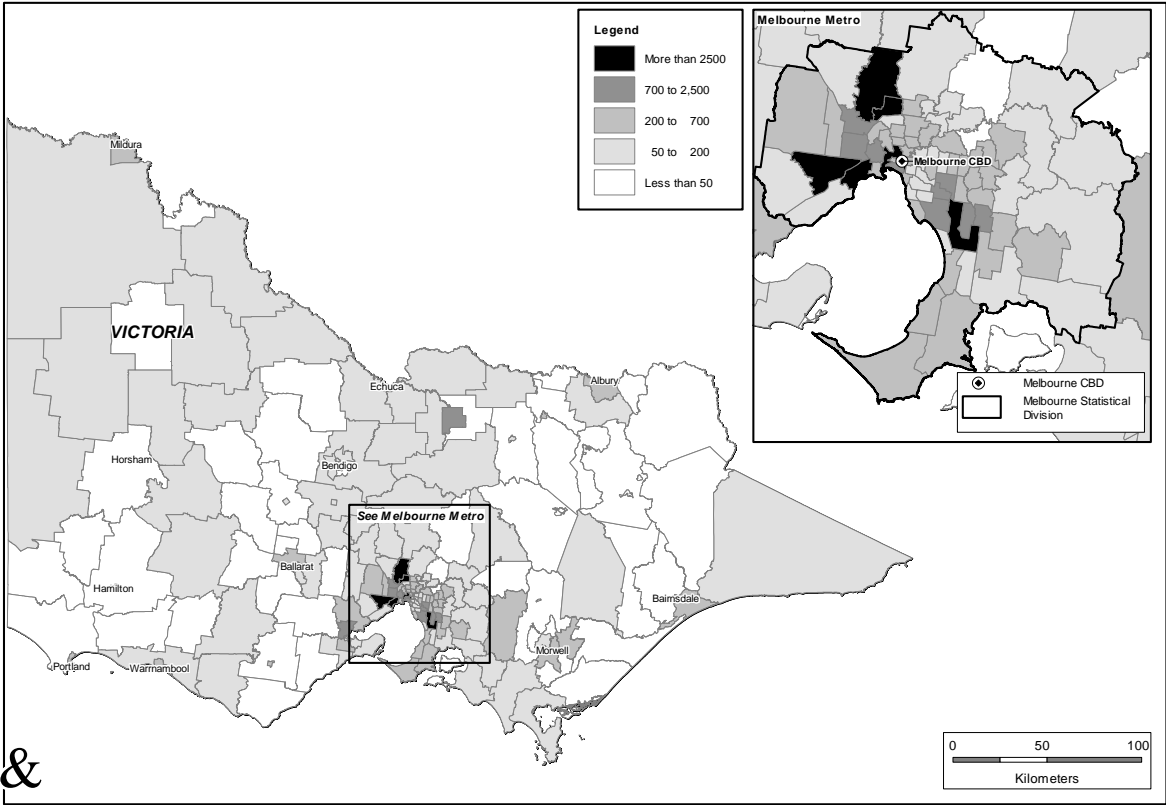 Legend
More than 2500
700 to 2,500
200 to 700
50 to 200
Less than 50
Melbourne Metro
Melbourne CBD
Melbourne CBD
Melbourne Statistical
Division
Mildura
VICTORIA
Echuca
Albury
Horsham
Bendigo
See Melbourne Metro
Ballarat
Hamilton
Bairnsdale
Morwell
Portland
Warrnambool
&
0 50 100
Kilometers